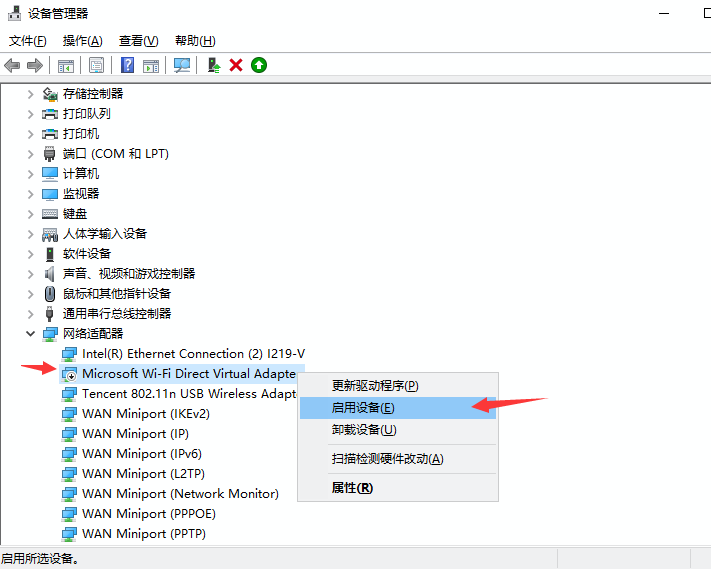 设备管理器
文件(F) 操作(A) 查看(V) 帮助(H)
存储控制器
打印队列
打印机
端口 (COM 和 LPT)
计算机
监视器
键盘
人体学输入设备
软件设备
声音、视频和游戏控制器
鼠标和其他指针设备
通用串行总线控制器
网络适配器
Intel(R) Ethernet Connection (2) I219-V
Microsoft Wi-Fi Direct Virtual Adapte
Tencent 802.11n USB Wireless Adapt
WAN Miniport (IKEv2)
WAN Miniport (IP)
WAN Miniport (IPv6)
WAN Miniport (L2TP)
WAN Miniport (Network Monitor)
WAN Miniport (PPPOE)
WAN Miniport (PPTP)
更新驱动程序(P)
启用设备(E)
卸载设备(U)
扫描检测硬件改动(A)
属性(R)
启用所选设备。